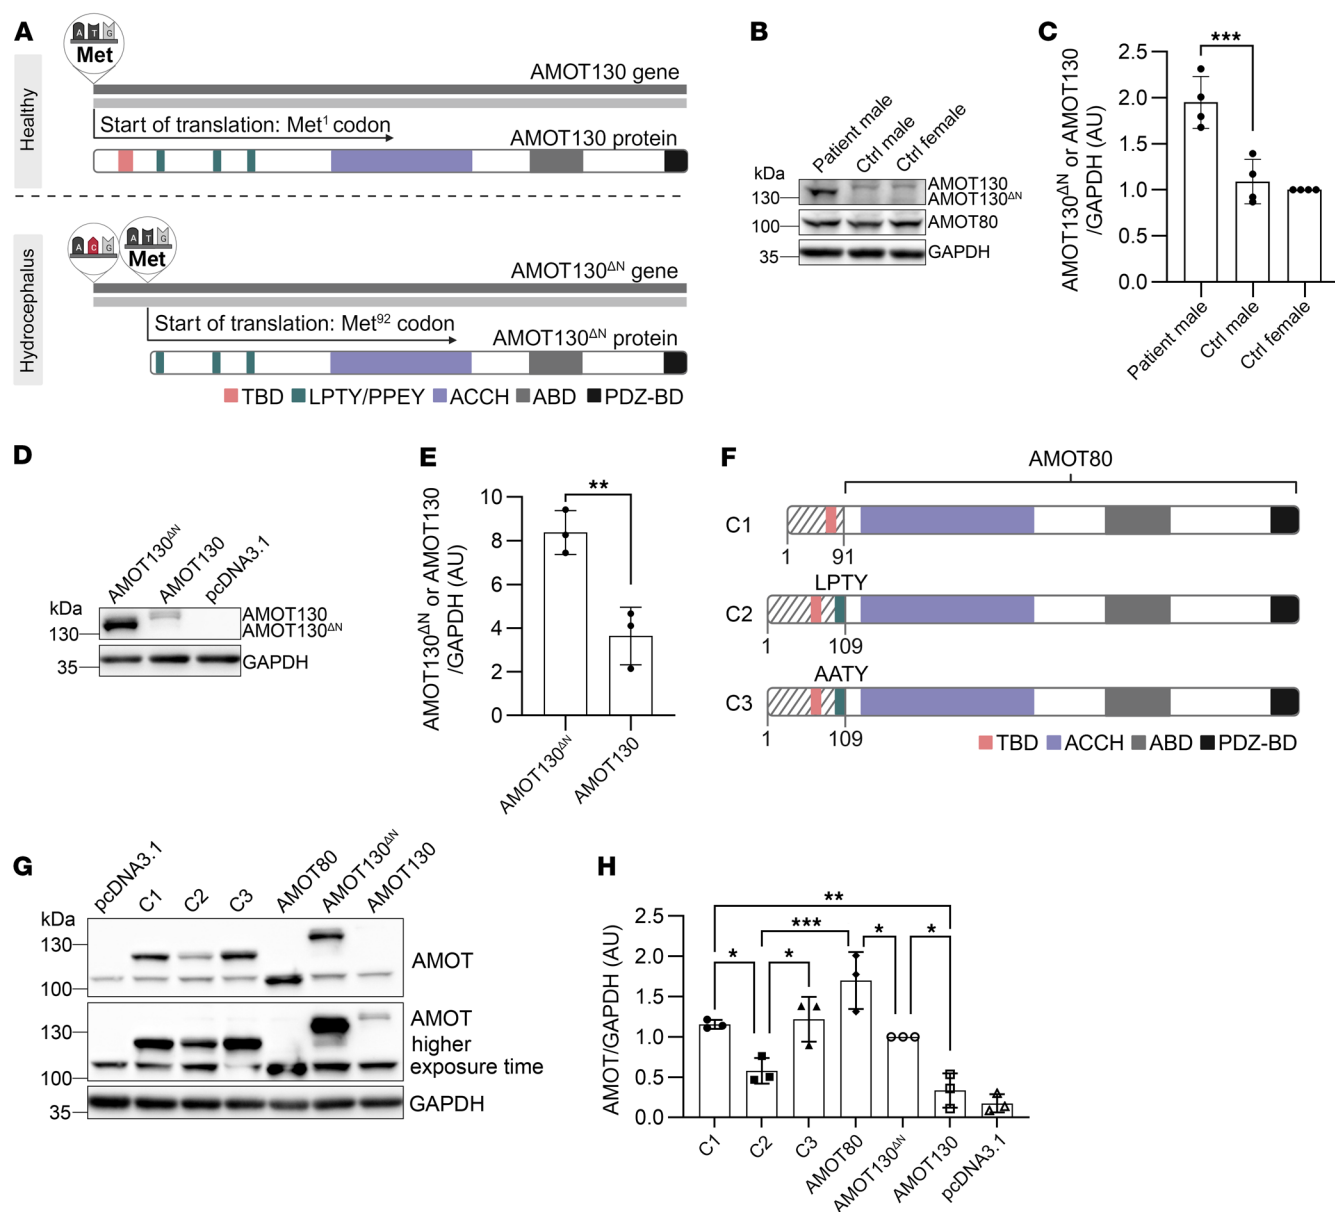 A
Healthy
A T G
Met
AMOT130 gene
Start of translation: Met¹ codon
AMOT130 protein
Hydrocephalus
A C G
A T G
Met
AMOT130ΔN gene
Start of translation: Met⁹² codon
AMOT130ΔN protein
TBD LPTY/PPEY ACCH ABD PDZ-BD
B
Patient male
Ctrl male
Ctrl female
kDa
130
AMOT130
AMOT130ΔN
100
AMOT80
35
GAPDH
C
AMOT130ΔN or AMOT130
/GAPDH (AU)
2.5
2.0
1.5
1.0
0.5
0.0
***
Patient male
Ctrl male
Ctrl female
D
AMOT130ΔN
AMOT130
pcDNA3.1
kDa
130
AMOT130
AMOT130ΔN
35
GAPDH
E
AMOT130ΔN or AMOT130
/GAPDH (AU)
10
8
6
4
2
0
**
AMOT130ΔN
AMOT130
F
AMOT80
C1
1 91
LPTY
C2
1 109
AATY
C3
1 109
TBD ACCH ABD PDZ-BD
G
pcDNA3.1
C1
C2
C3
AMOT80
AMOT130ΔN
AMOT130
kDa
130
100
AMOT
130
100
AMOT
higher
exposure time
35
GAPDH
H
AMOT/GAPDH (AU)
2.5
2.0
1.5
1.0
0.5
0.0
**
***
*
*
*
*
C1
C2
C3
AMOT80
AMOT130ΔN
AMOT130
pcDNA3.1